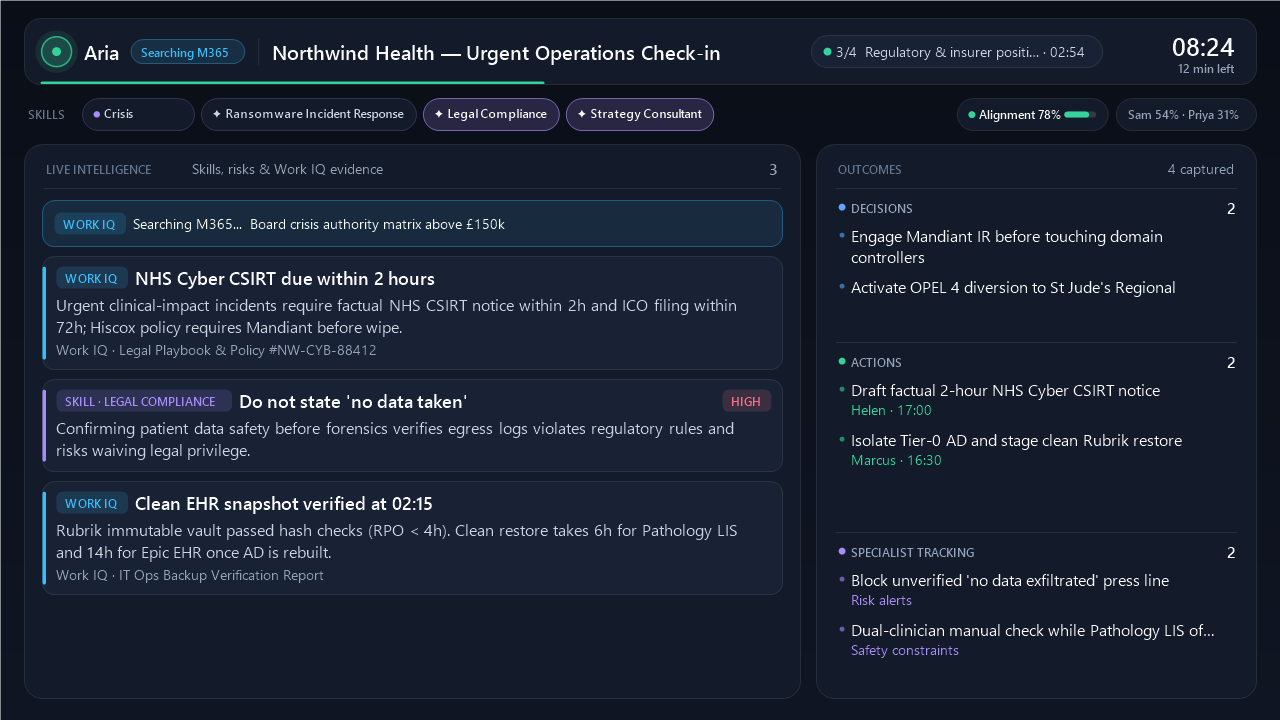 Aria
Searching M365
Northwind Health — Urgent Operations Check-in
3/4 Regulatory & insurer positi... · 02:54
08:24
12 min left
SKILLS
Crisis
✦ Ransomware Incident Response
✦ Legal Compliance
✦ Strategy Consultant
Alignment 78%
Sam 54% · Priya 31%
LIVE INTELLIGENCE
Skills, risks & Work IQ evidence
3
WORK IQ
Searching M365... Board crisis authority matrix above £150k
WORK IQ
NHS Cyber CSIRT due within 2 hours
Urgent clinical-impact incidents require factual NHS CSIRT notice within 2h and ICO filing within
72h; Hiscox policy requires Mandiant before wipe.
Work IQ · Legal Playbook & Policy #NW-CYB-88412
SKILL · LEGAL COMPLIANCE
Do not state 'no data taken'
HIGH
Confirming patient data safety before forensics verifies egress logs violates regulatory rules and
risks waiving legal privilege.
WORK IQ
Clean EHR snapshot verified at 02:15
Rubrik immutable vault passed hash checks (RPO < 4h). Clean restore takes 6h for Pathology LIS
and 14h for Epic EHR once AD is rebuilt.
Work IQ · IT Ops Backup Verification Report
OUTCOMES
4 captured
DECISIONS
2
Engage Mandiant IR before touching domain
controllers
Activate OPEL 4 diversion to St Jude's Regional
ACTIONS
2
Draft factual 2-hour NHS Cyber CSIRT notice
Helen · 17:00
Isolate Tier-0 AD and stage clean Rubrik restore
Marcus · 16:30
SPECIALIST TRACKING
2
Block unverified 'no data exfiltrated' press line
Risk alerts
Dual-clinician manual check while Pathology LIS of...
Safety constraints